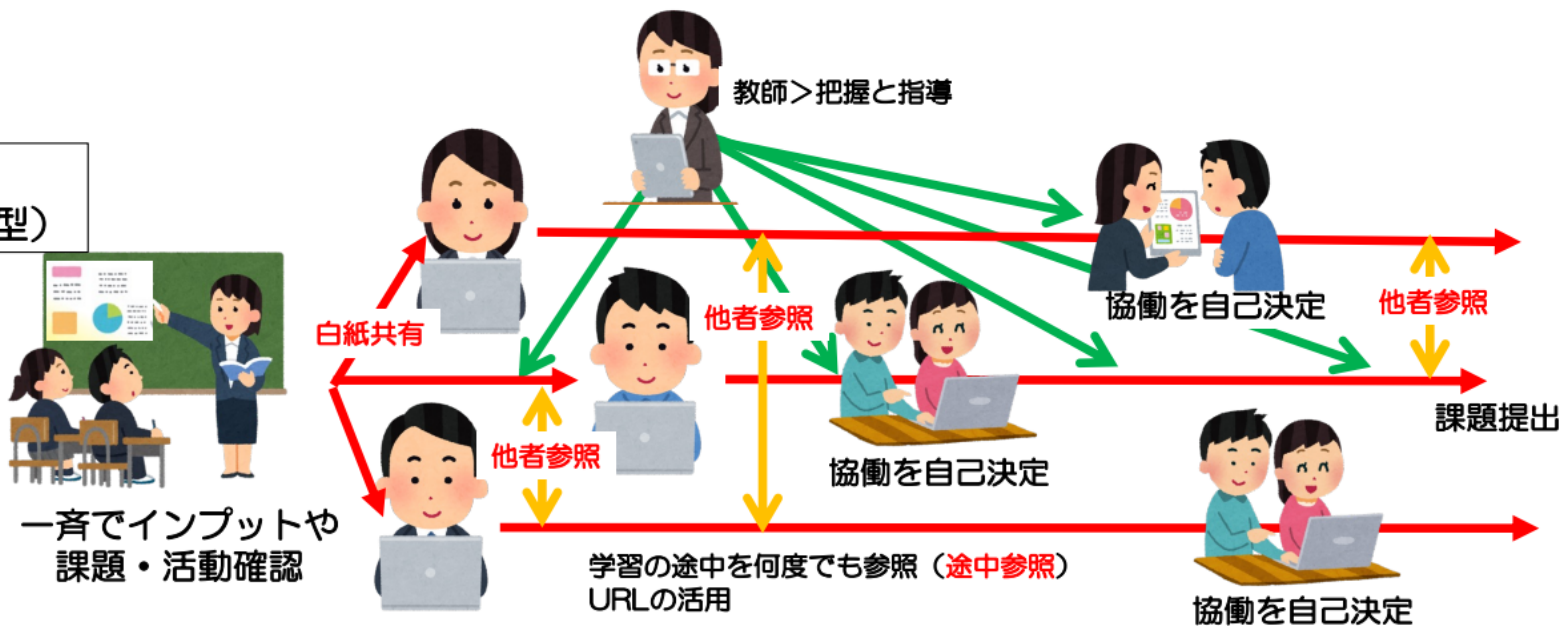 型）
教師＞把握と指導
白紙共有
他者参照
協働を自己決定
他者参照
他者参照
課題提出
協働を自己決定
一斉でインプットや
課題・活動確認
学習の途中を何度でも参照（途中参照）
URLの活用
協働を自己決定